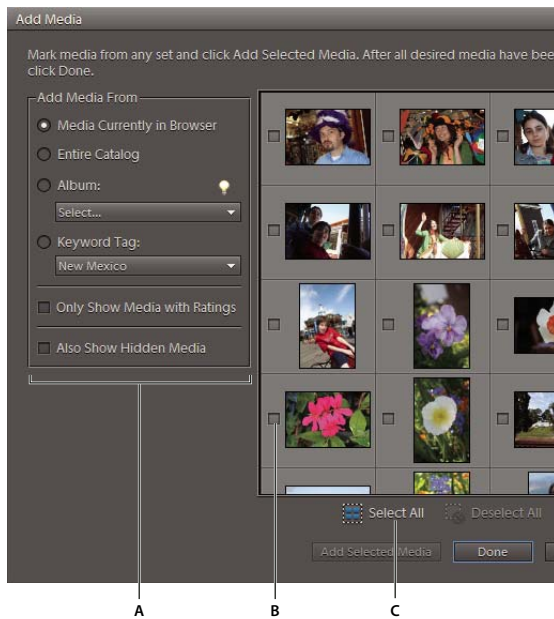 Add Media
Mark media from any set and click Add Selected Media. After all desired media have bee
click Done.
Add Media From
Media Currently in Browser
Entire Catalog
Album:
Select...
Keyword Tag:
New Mexico
Only Show Media with Ratings
Also Show Hidden Media
Select All
Deselect All
Add Selected Media
Done
A
B
C